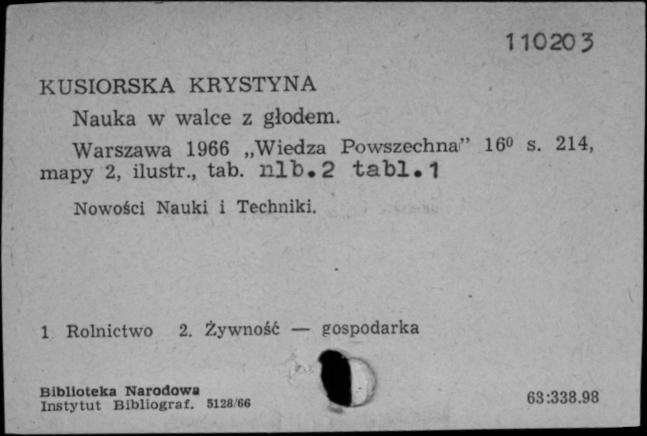 110203
KUSIORSKA KRYSTYNA
Nauka w walce z głodem.
Warszawa 1966 „Wiedza Powszechna” 16⁰ s. 214,
mapy 2, ilustr., tab. nlb.2 tabl.1
Nowości Nauki i Techniki.
1 Rolnictwo 2. Żywność — gospodarka
Biblioteka Narodowa
Instytut Bibliograf. 5128/66
63:338.98